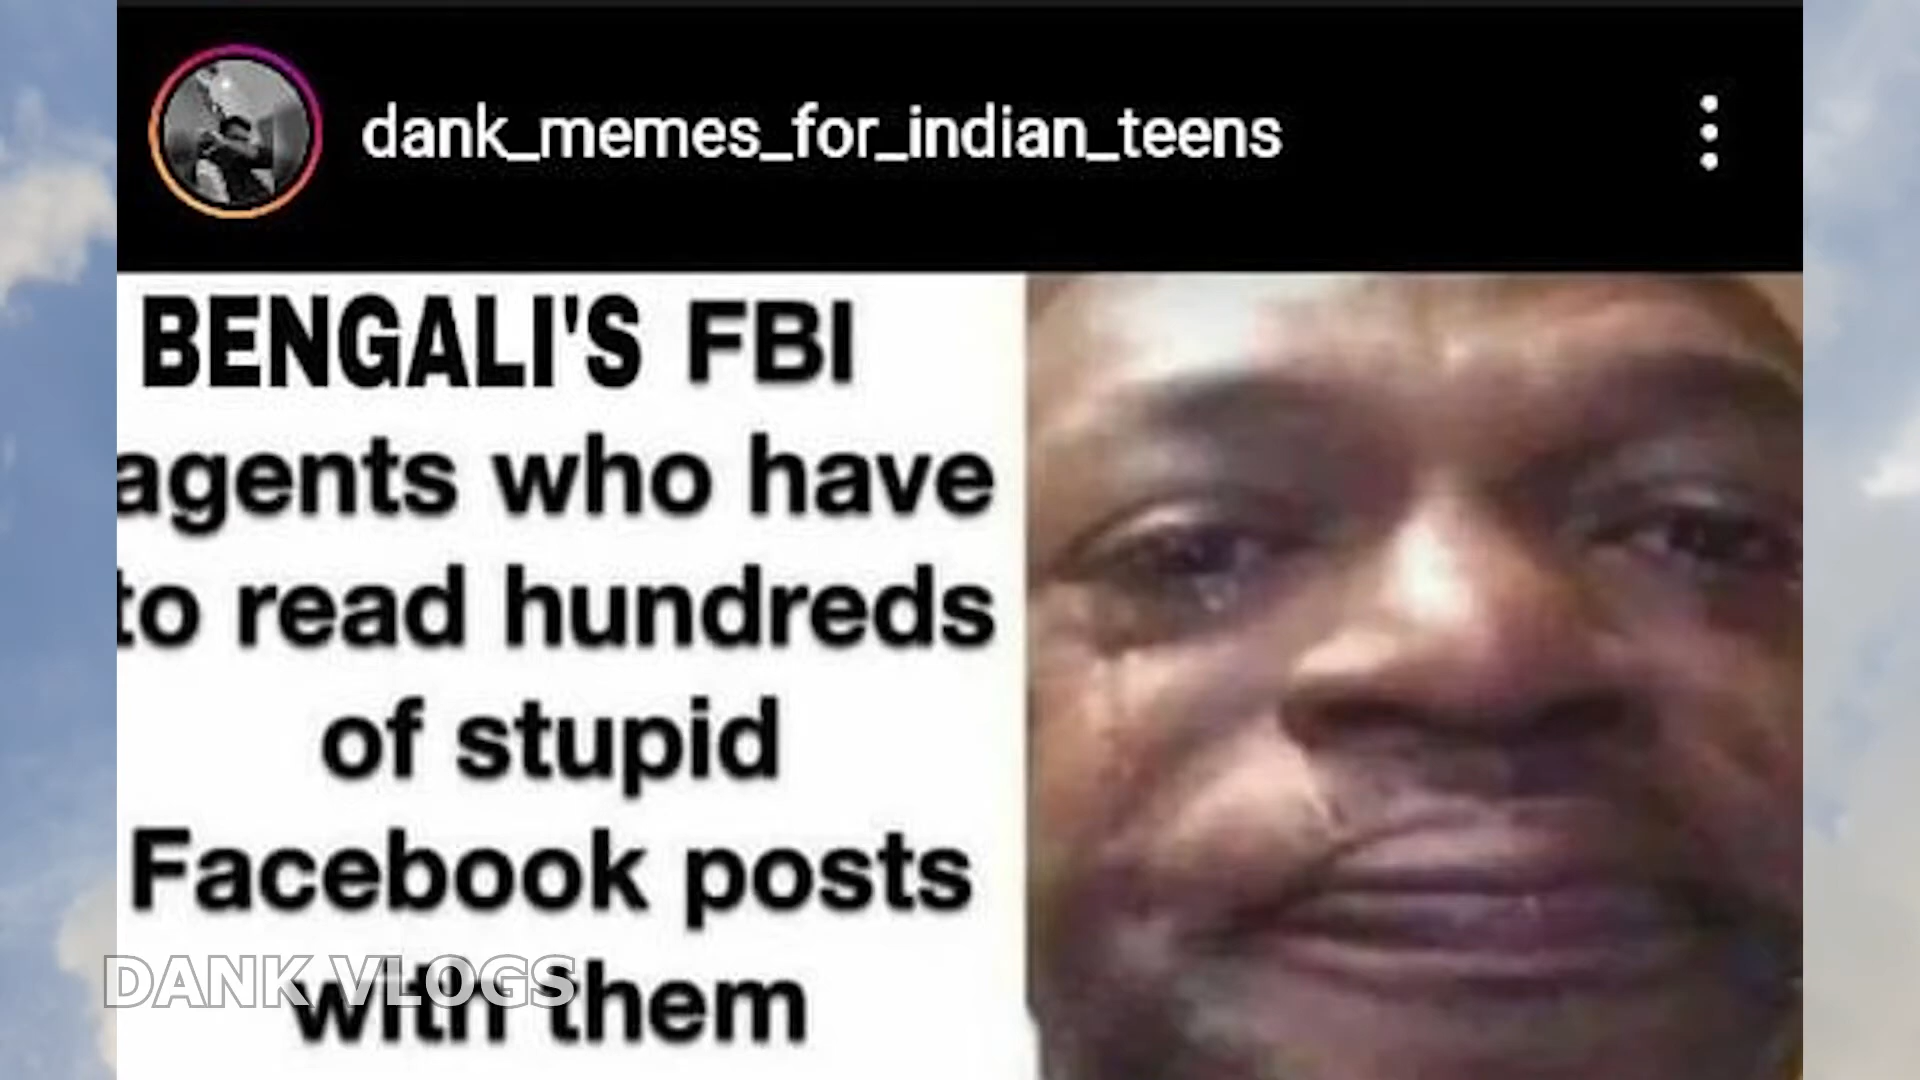 dank_memes_for_indian_teens
BENGALI'S FBI
agents who have
to read hundreds
of stupid
Facebook posts
with them
DANK VLOGS